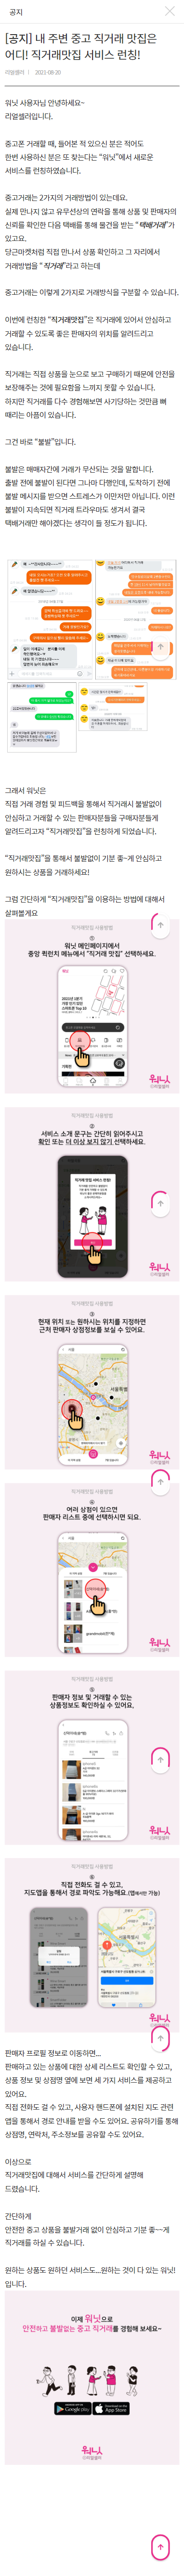 공지
[공지] 내 주변 중고 직거래 맛집은
어디! 직거래맛집 서비스 런칭!
리얼셀러 | 2023-08-20
워닛 사용자님 안녕하세요~
리얼셀러입니다.
중고폰 거래할 때, 들어본 적 있으신 분은 적어도
한번 사용하신 분은 또 찾는다는 “워닛”에서 새로운
서비스를 런칭하였습니다.
중고거래는 2가지의 거래방법이 있는데요.
실제 만나지 않고 유무선상의 연락을 통해 상품 및 판매자의
신뢰를 확인한 다음 택배를 통해 물건을 받는 “택배거래”가
있고요.
당근마켓처럼 직접 만나서 상품 확인하고 그 자리에서
거래방법을 “직거래”라고 하는데
중고거래는 이렇게 2가지로 거래방식을 구분할 수 있습니다.
이번에 런칭한 “직거래맛집”은 직거래에 있어서 안심하고
거래할 수 있도록 좋은 판매자의 위치를 알려드리고
있습니다.
직거래는 직접 상품을 눈으로 보고 구매하기 때문에 안전을
보장해주는 것에 필요함을 느끼지 못할 수 있습니다.
하지만 직거래를 다수 경험해보면 사기당하는 것만큼 뼈
때리는 아픔이 있습니다.
그건 바로 “불발”입니다.
불발은 매매자간에 거래가 무산되는 것을 말합니다.
출발 전에 불발이 된다면 그나마 다행인데, 도착하기 전에
불발 메시지를 받으면 스트레스가 이만저만 아닙니다. 이런
불발이 지속되면 직거래 트라우마도 생겨서 결국
택배거래만 해야겠다는 생각이 들 정도가 됩니다.
그래서 워닛은
직접 거래 경험 및 피드백을 통해서 직거래시 불발없이
안심하고 거래할 수 있는 판매자분들을 구매자분들게
알려드리고자 “직거래맛집”을 런칭하게 되었습니다.
“직거래맛집”을 통해서 불발없이 기분 좋~게 안심하고
원하시는 상품을 거래하세요!
그럼 간단하게 “직거래맛집”을 이용하는 방법에 대해서
살펴볼게요
직거래맛집 사용방법
①
워닛 메인페이지에서
중앙 퀵런치 메뉴에서 “직거래 맛집” 선택하세요.
워닛
ⓒ리얼셀러
직거래맛집 사용방법
②
서비스 소개 문구는 간단히 읽어주시고
확인 또는 더 이상 보지 않기 선택하세요.
워닛
ⓒ리얼셀러
직거래맛집 사용방법
③
현재 위치 또는 원하시는 위치를 지정하면
근처 판매자 상점정보를 보실 수 있어요.
워닛
ⓒ리얼셀러
직거래맛집 사용방법
④
여러 상점이 있으면
판매자 리스트 중에 선택하시면 되요.
워닛
ⓒ리얼셀러
직거래맛집 사용방법
⑤
판매자 정보 및 거래할 수 있는
상품정보도 확인하실 수 있어요.
워닛
ⓒ리얼셀러
직거래맛집 사용방법
⑥
직접 전화도 걸 수 있고,
지도앱을 통해서 경로 파악도 가능해요.(앱에서만 가능)
워닛
ⓒ리얼셀러
판매자 프로필 정보로 이동하면...
판매하고 있는 상품에 대한 상세 리스트도 확인할 수 있고,
상품 정보 및 상점명 옆에 보면 세 가지 서비스를 제공하고
있어요.
직접 전화도 걸 수 있고, 사용자 핸드폰에 설치된 지도 관련
앱을 통해서 경로 안내를 받을 수도 있어요. 공유하기를 통해
상점명, 연락처, 주소정보를 공유할 수도 있어요.
이상으로
직거래맛집에 대해서 서비스를 간단하게 설명해
드렸습니다.
간단하게
안전한 중고 상품을 불발거래 없이 안심하고 기분 좋~~게
직거래를 하실 수 있습니다.
원하는 상품도 원하던 서비스도...원하는 것이 다 있는 워닛!
입니다.
이제 워닛으로
안전하고 불발없는 중고 직거래를 경험해 보세요~
Google Play
App Store
워닛
ⓒ리얼셀러